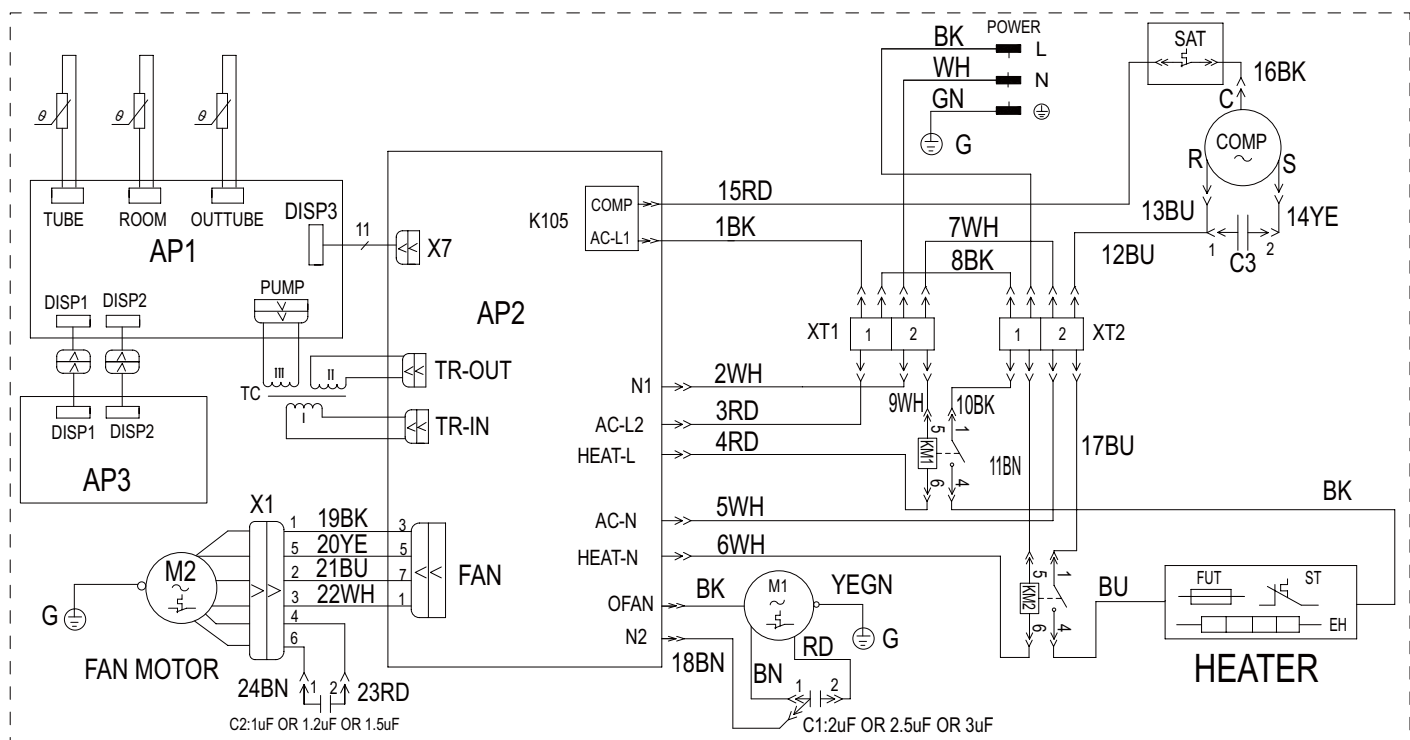 POWER
BK
L
WH
N
GN
G
SAT
16BK
C
COMP
~
R
S
13BU
14YE
1
2
C3
12BU
θ
θ
θ
TUBE
ROOM
OUTTUBE
DISP3
AP1
11
X7
K105
COMP
AC-L1
15RD
1BK
7WH
8BK
DISP1
DISP2
PUMP
AP2
XT1
1
2
1
2
XT2
III
II
TC
I
TR-OUT
TR-IN
N1
2WH
9WH
10BK
AC-L2
3RD
HEAT-L
4RD
5
1
KM1
6
4
11BN
17BU
BK
DISP1
DISP2
AP3
AC-N
5WH
HEAT-N
6WH
X1
1
19BK
3
5
20YE
5
2
21BU
7
3
22WH
1
4
6
FAN
M2
~
G
FAN MOTOR
24BN
1
2
23RD
C2:1uF OR 1.2uF OR 1.5uF
OFAN
BK
M1
~
YEGN
G
N2
18BN
BN
RD
1
2
C1:2uF OR 2.5uF OR 3uF
5
1
KM2
6
4
BU
FUT
ST
EH
HEATER